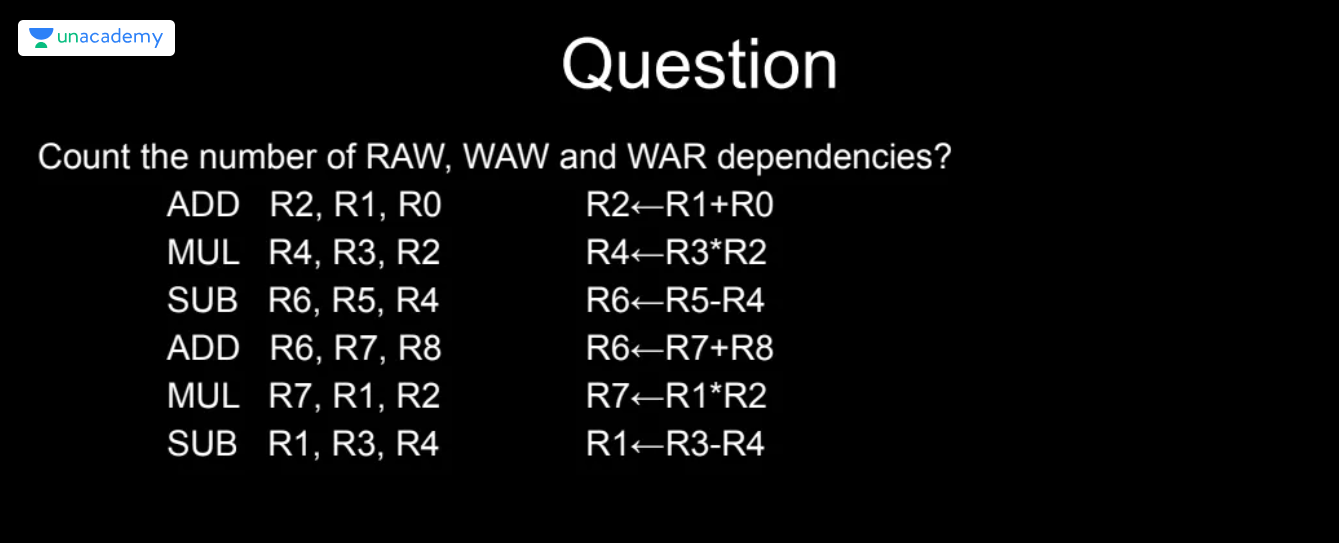 unacademy
Question
Count the number of RAW, WAW and WAR dependencies?
ADD R2, R1, R0 R2←R1+R0
MUL R4, R3, R2 R4←R3*R2
SUB R6, R5, R4 R6←R5-R4
ADD R6, R7, R8 R6←R7+R8
MUL R7, R1, R2 R7←R1*R2
SUB R1, R3, R4 R1←R3-R4